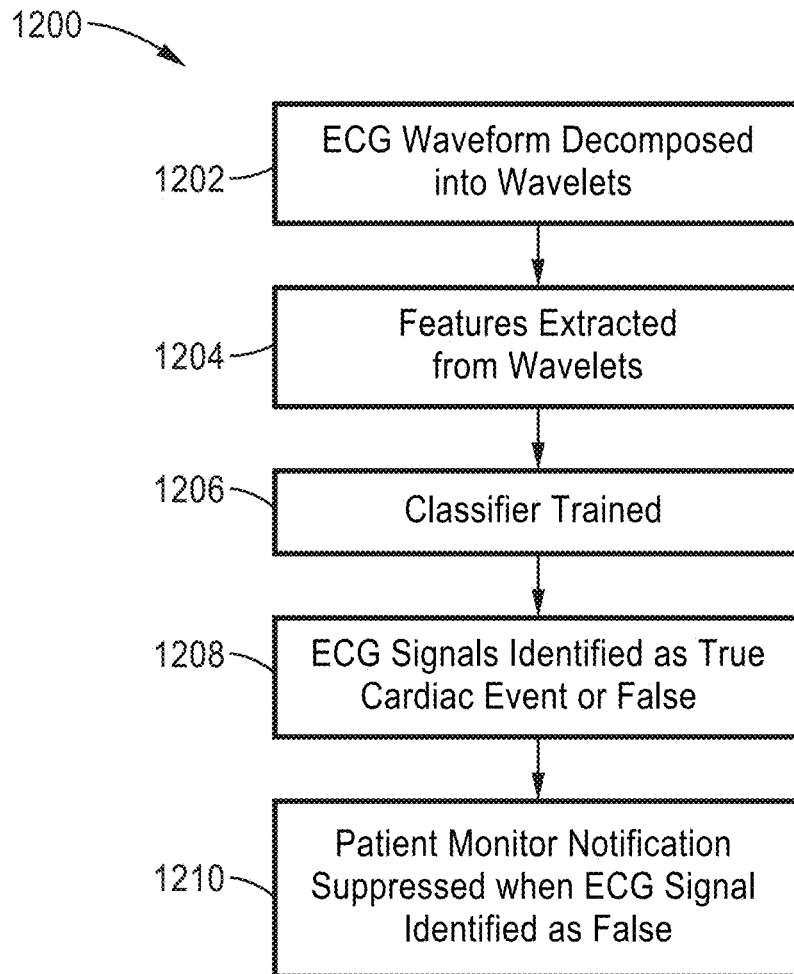 1200
ECG Waveform Decomposed
into Wavelets
1202
Features Extracted
from Wavelets
1204
1206
Classifier Trained
ECG Signals Identified as True
Cardiac Event or False
1208
Patient Monitor Notification
Suppressed when ECG Signal
Identified as False
1210